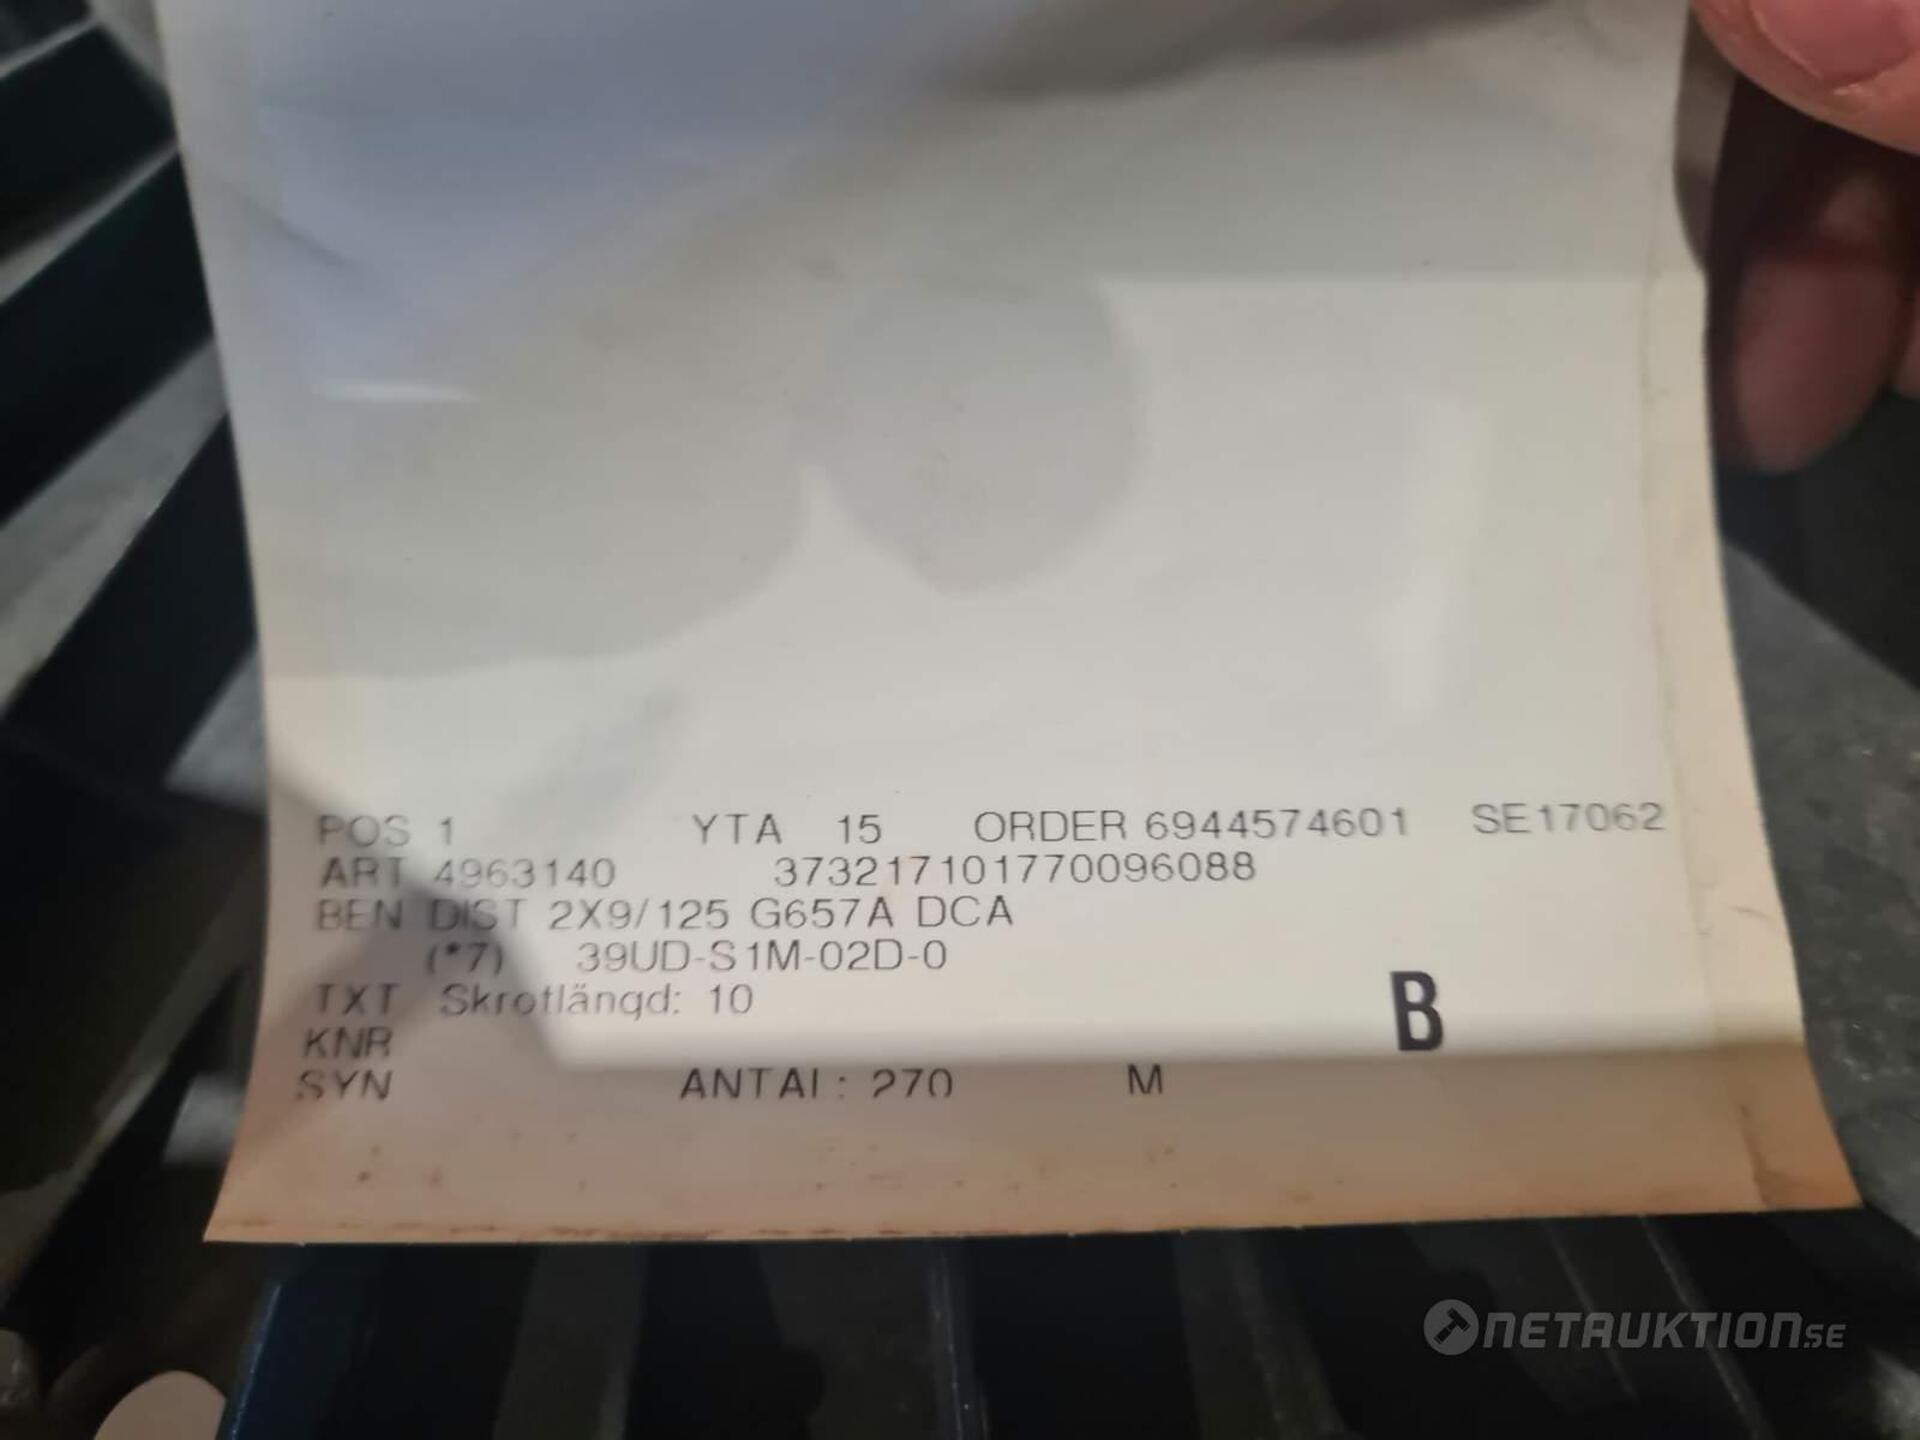 POS 1 YTA 15 ORDER 6944574601 SE17062
ART 4963140 373217101770096088
BEN DIST 2X9/125 G657A DCA
(*7) 39UD-S1M-02D-0
TXT Skrotlängd: 10
B
KNR
SYN ANTAL: 270 M
NETAUKTION.SE